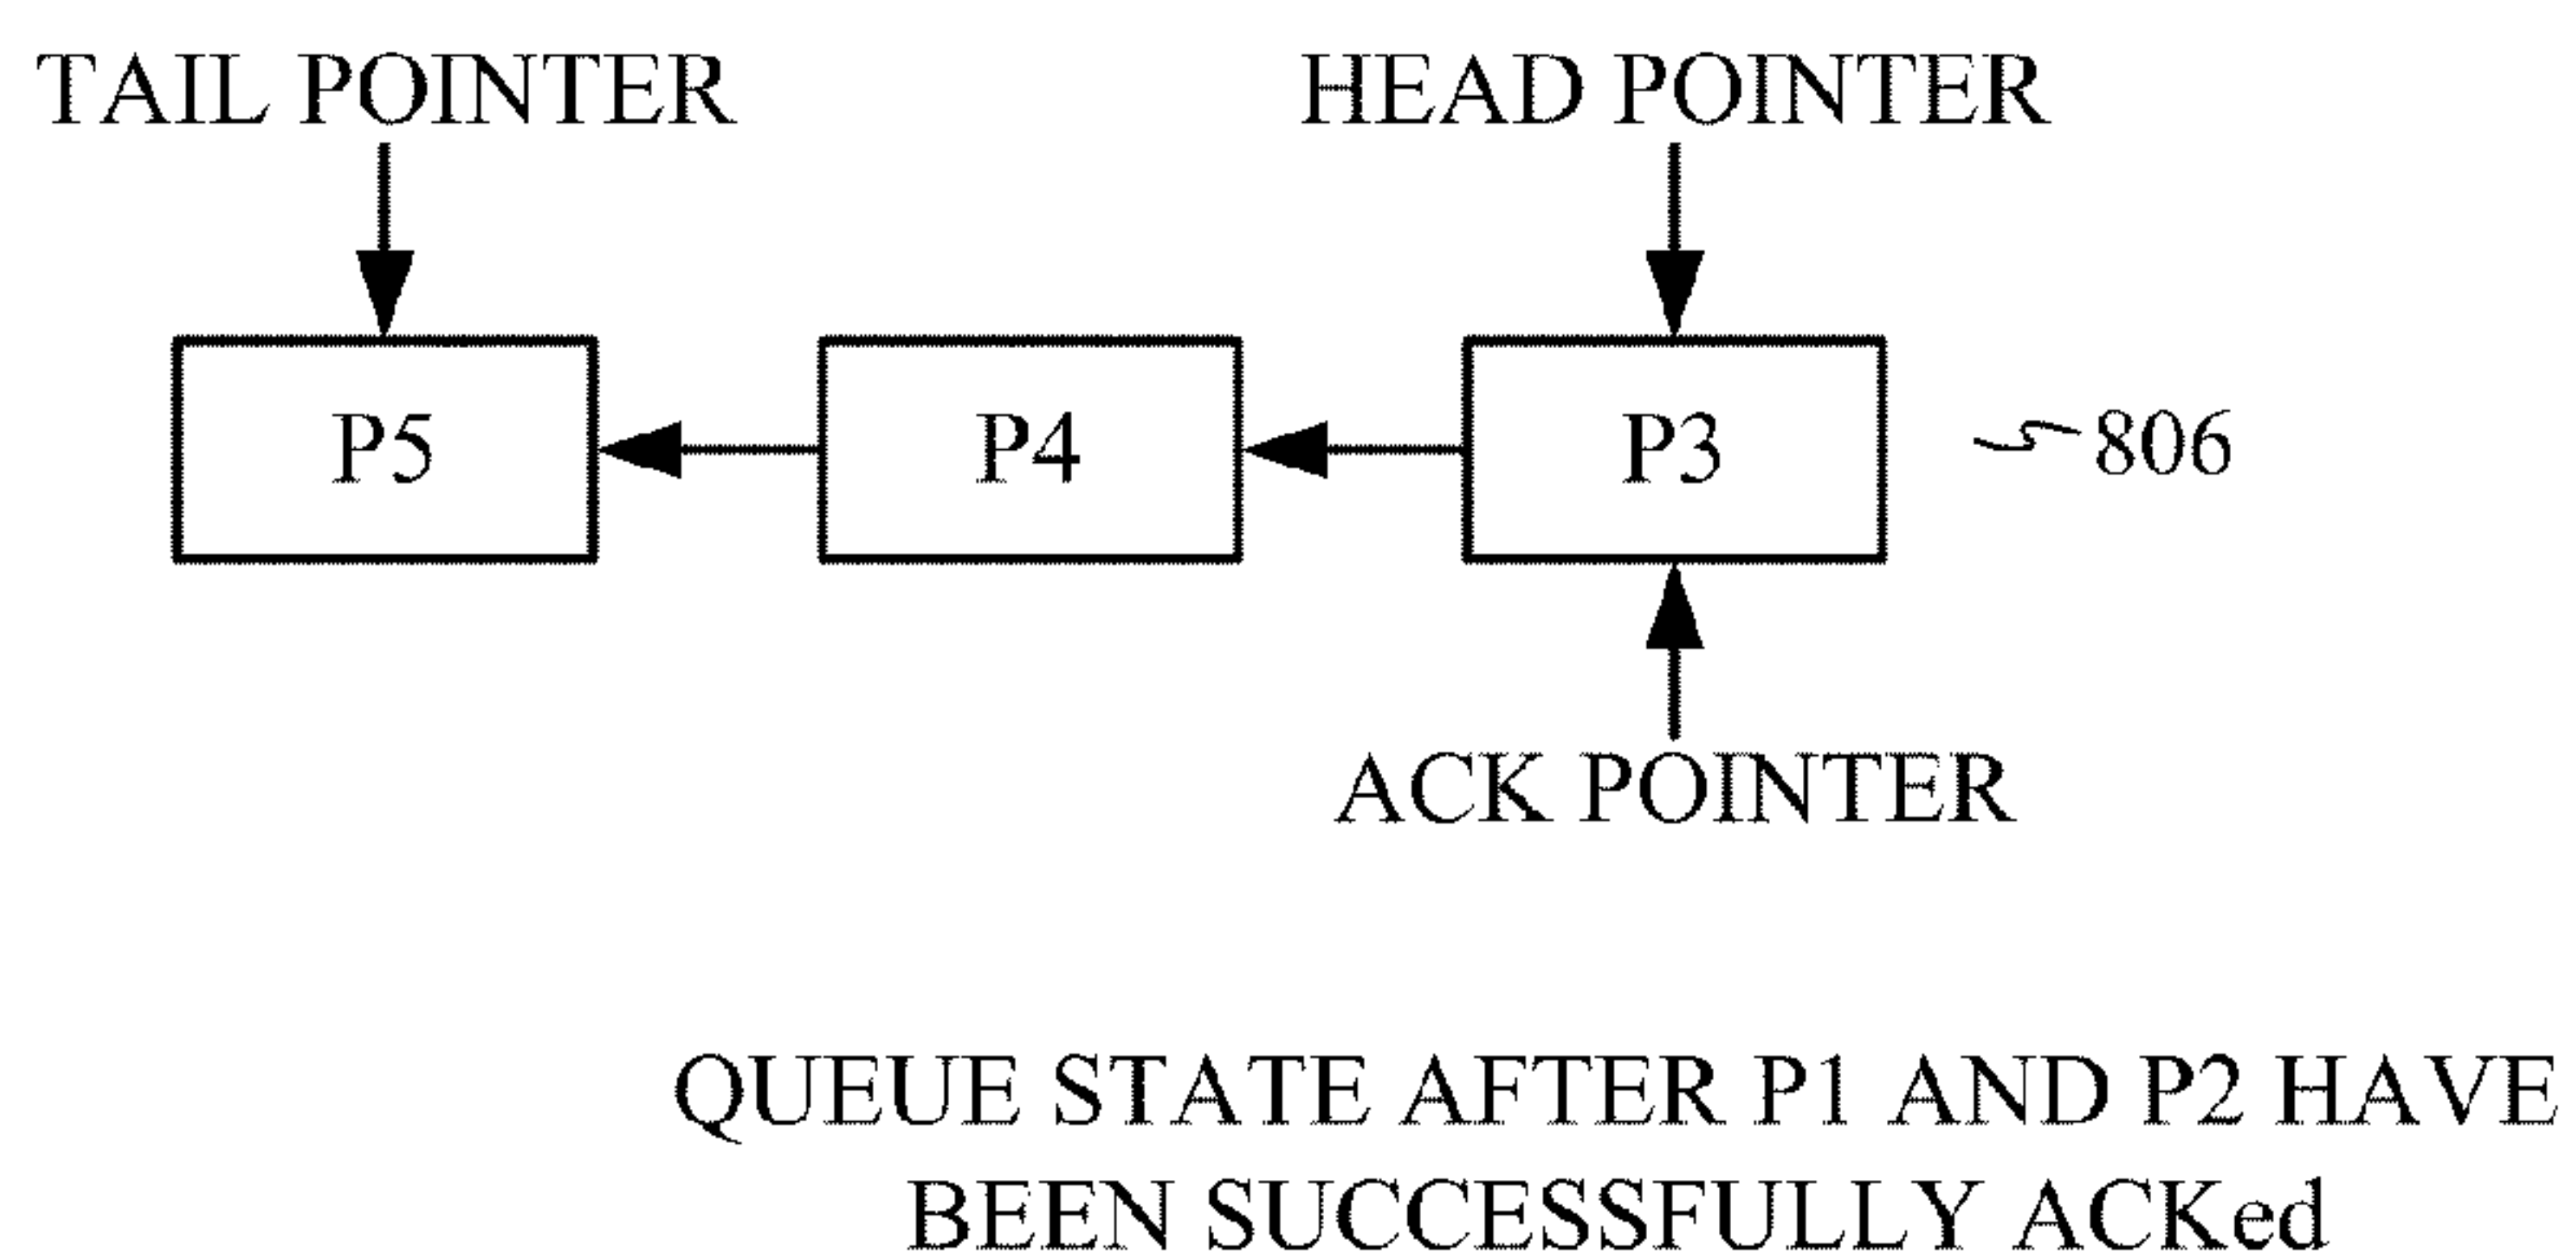 TAIL POINTER
HEAD POINTER
P5
P4
P3
806
ACK POINTER
QUEUE STATE AFTER P1 AND P2 HAVE
BEEN SUCCESSFULLY ACKed